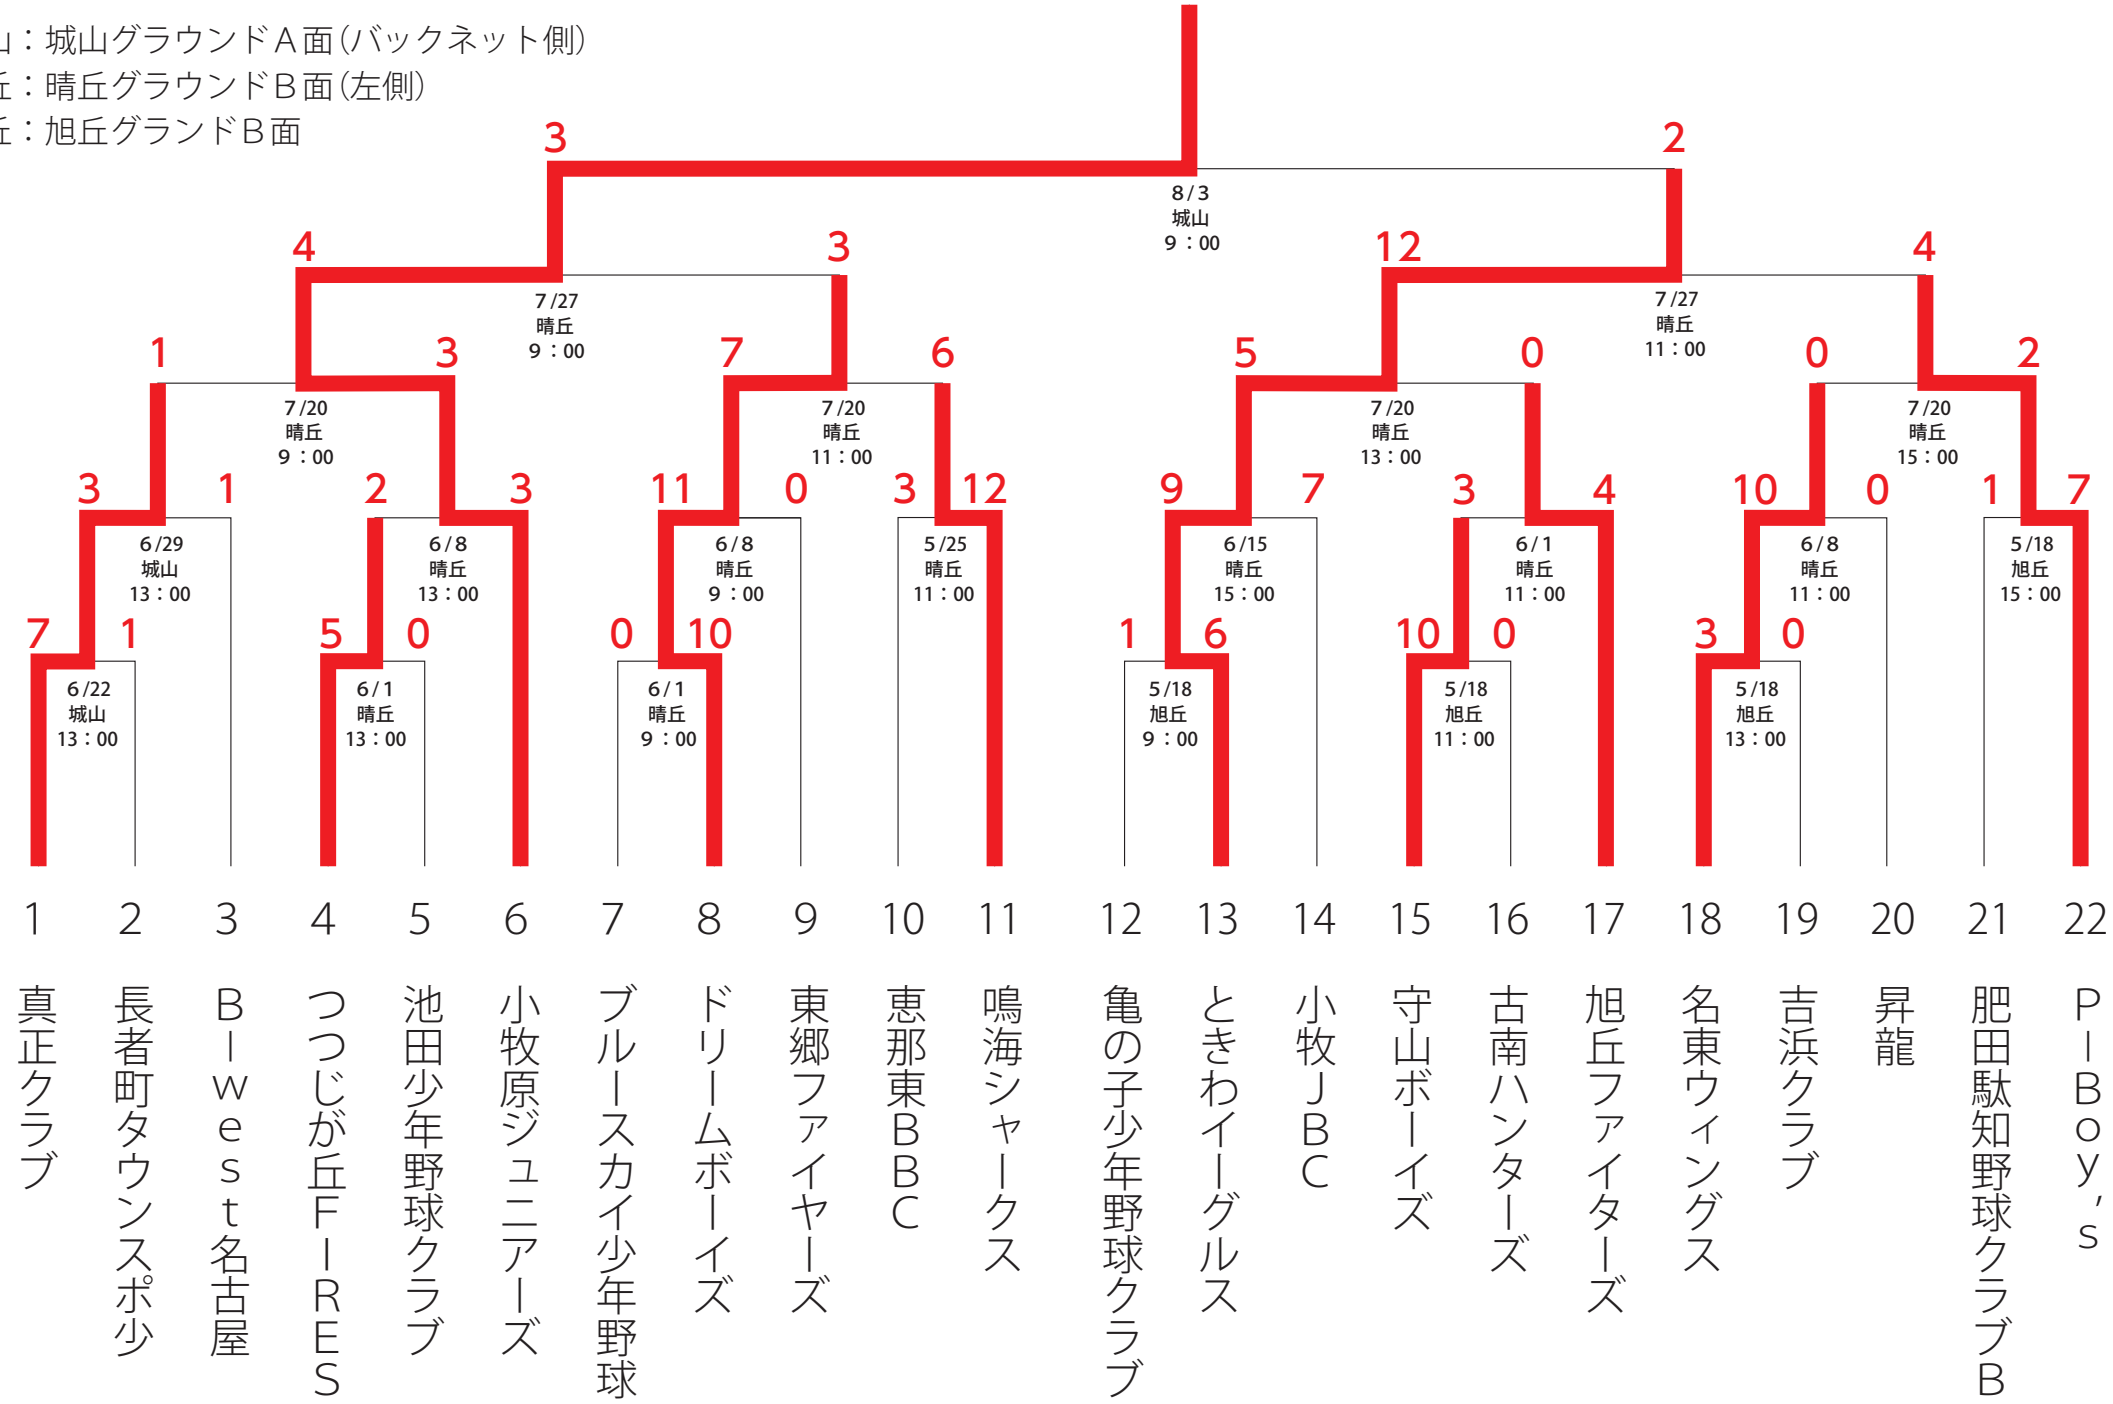 山：城山グラウンドA面(バックネット側)
丘：晴丘グラウンドB面(左側)
丘：旭丘グランドB面
3
2
8/3
城山
9：00
4
3
12
4
7/27
晴丘
9：00
7/27
晴丘
11：00
1
3
7
6
5
0
0
2
7/20
晴丘
9：00
7/20
晴丘
11：00
7/20
晴丘
13：00
7/20
晴丘
15：00
3
1
2
3
11
0
3
12
9
7
3
4
10
0
1
7
6/29
城山
13：00
6/8
晴丘
13：00
6/8
晴丘
9：00
5/25
晴丘
11：00
6/15
晴丘
15：00
6/1
晴丘
11：00
6/8
晴丘
11：00
5/18
旭丘
15：00
7
1
5
0
0
10
1
6
10
0
3
0
6/22
城山
13：00
6/1
晴丘
13：00
6/1
晴丘
9：00
5/18
旭丘
9：00
5/18
旭丘
11：00
5/18
旭丘
13：00
1
2
3
4
5
6
7
8
9
10
11
12
13
14
15
16
17
18
19
20
21
22
真正クラブ
長者町タウンスポ少
B－west名古屋
つつじが丘FIRES
池田少年野球クラブ
小牧原ジュニアーズ
ブルースカイ少年野球
ドリームボーイズ
東郷ファイヤーズ
恵那東BBC
鳴海シャークス
亀の子少年野球クラブ
ときわイーグルス
小牧JBC
守山ボーイズ
古南ハンターズ
旭丘ファイターズ
名東ウィングス
吉浜クラブ
昇龍
肥田駄知野球クラブB
P－Boy's